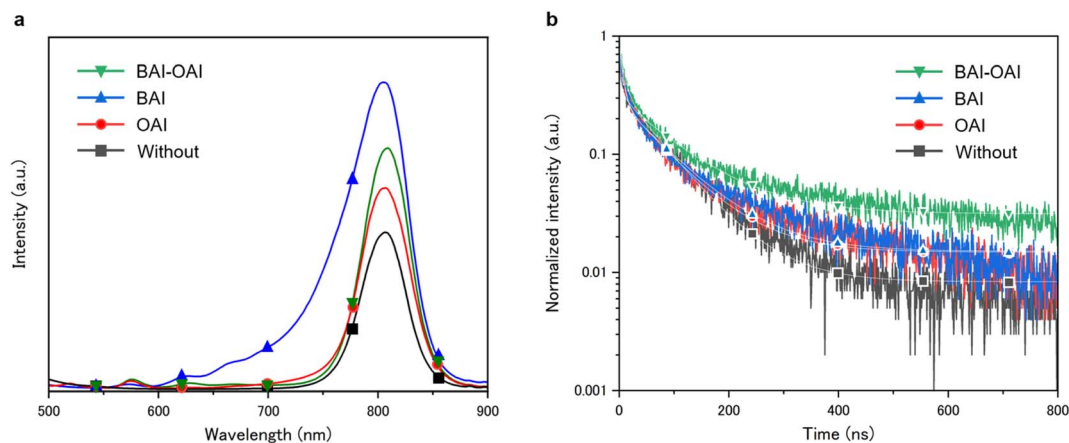 a
BAI-OAI
BAI
OAI
Without
Intensity (a.u.)
500 600 700 800 900
Wavelength (nm)
b
1
0.1
0.01
0.001
BAI-OAI
BAI
OAI
Without
Normalized intensity (a.u.)
0 200 400 600 800
Time (ns)